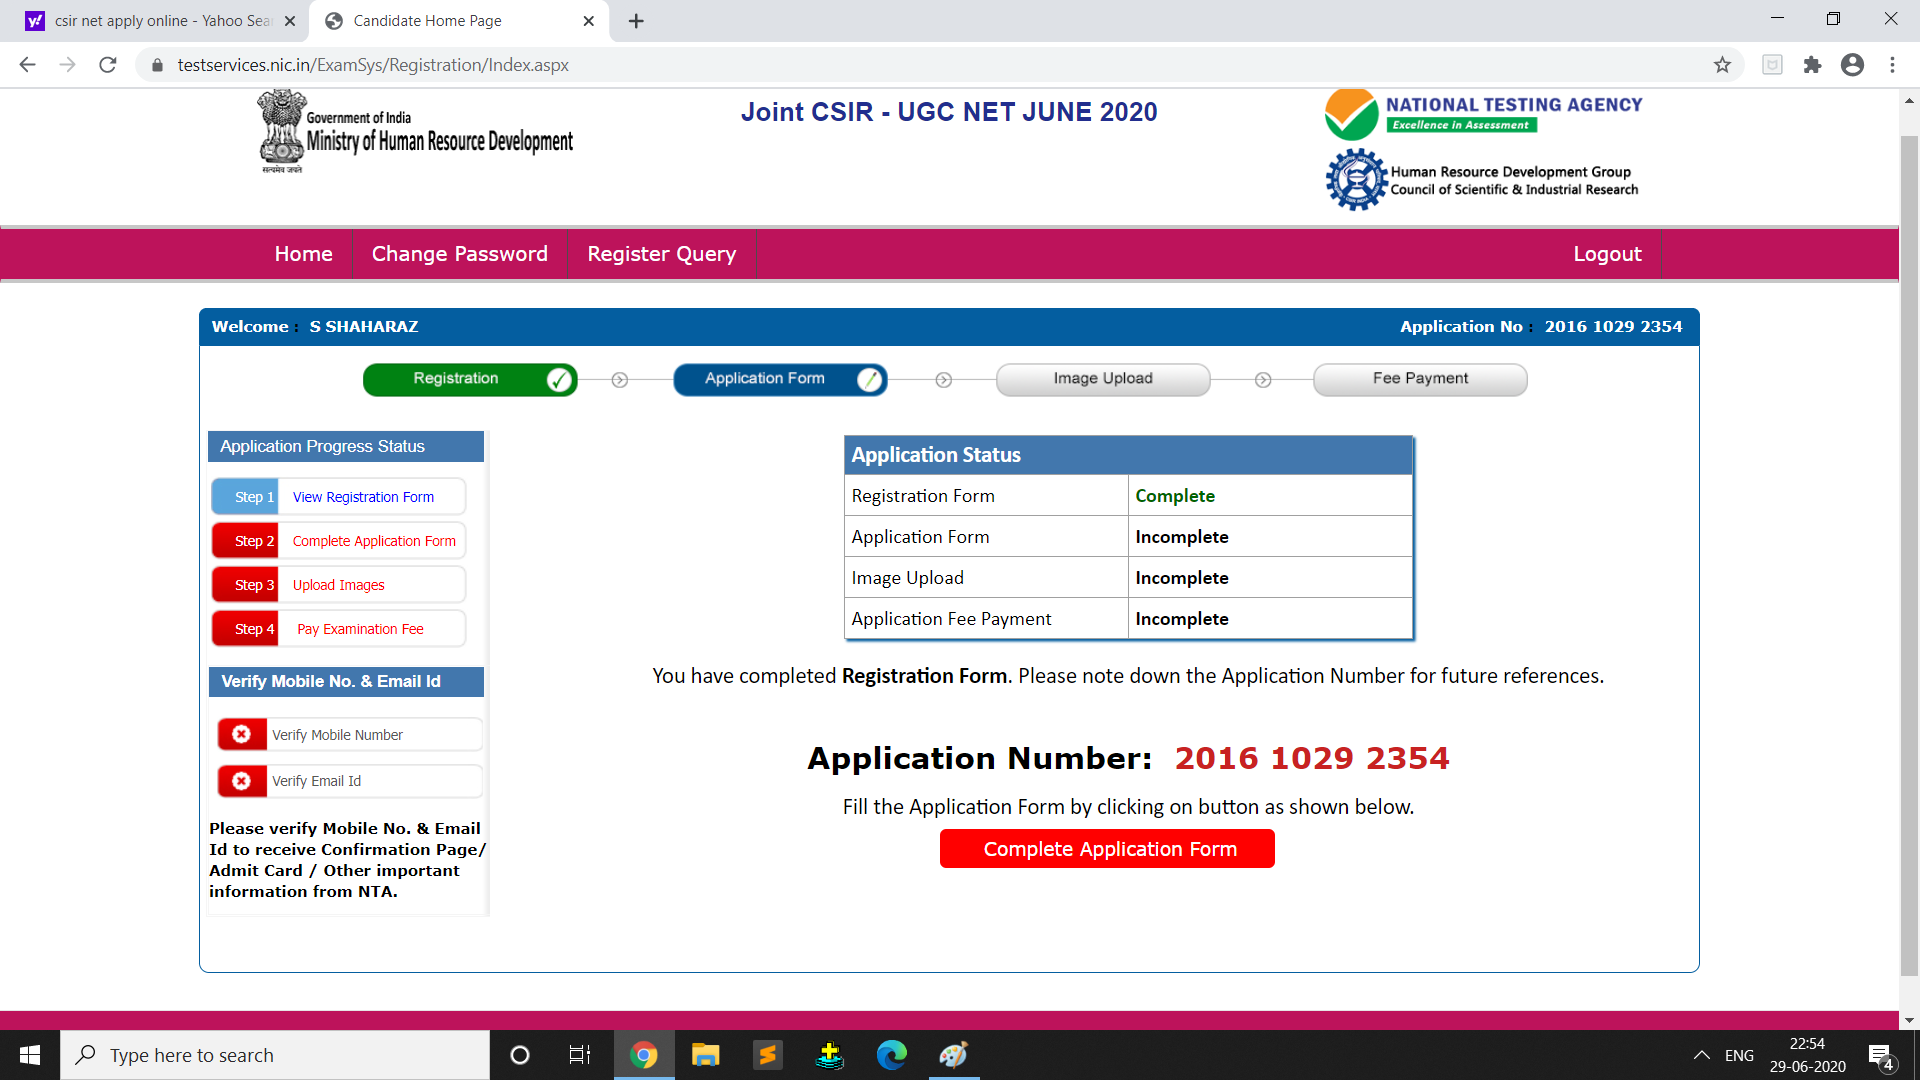 csir net apply online - Yahoo Sea
Candidate Home Page
testservices.nic.in/ExamSys/Registration/Index.aspx
Government of India
Ministry of Human Resource Development
सत्यमेव जयते
Joint CSIR - UGC NET JUNE 2020
NATIONAL TESTING AGENCY
Excellence in Assessment
Human Resource Development Group
Council of Scientific & Industrial Research
Home
Change Password
Register Query
Logout
Welcome : S SHAHARAZ
Application No : 2016 1029 2354
Registration
Application Form
Image Upload
Fee Payment
Application Progress Status
Step 1 View Registration Form
Step 2 Complete Application Form
Step 3 Upload Images
Step 4 Pay Examination Fee
Verify Mobile No. & Email Id
Verify Mobile Number
Verify Email Id
Please verify Mobile No. & Email
Id to receive Confirmation Page/
Admit Card / Other important
information from NTA.
Application Status
Registration Form Complete
Application Form Incomplete
Image Upload Incomplete
Application Fee Payment Incomplete
You have completed Registration Form. Please note down the Application Number for future references.
Application Number: 2016 1029 2354
Fill the Application Form by clicking on button as shown below.
Complete Application Form
Type here to search
ENG
22:54
29-06-2020
4